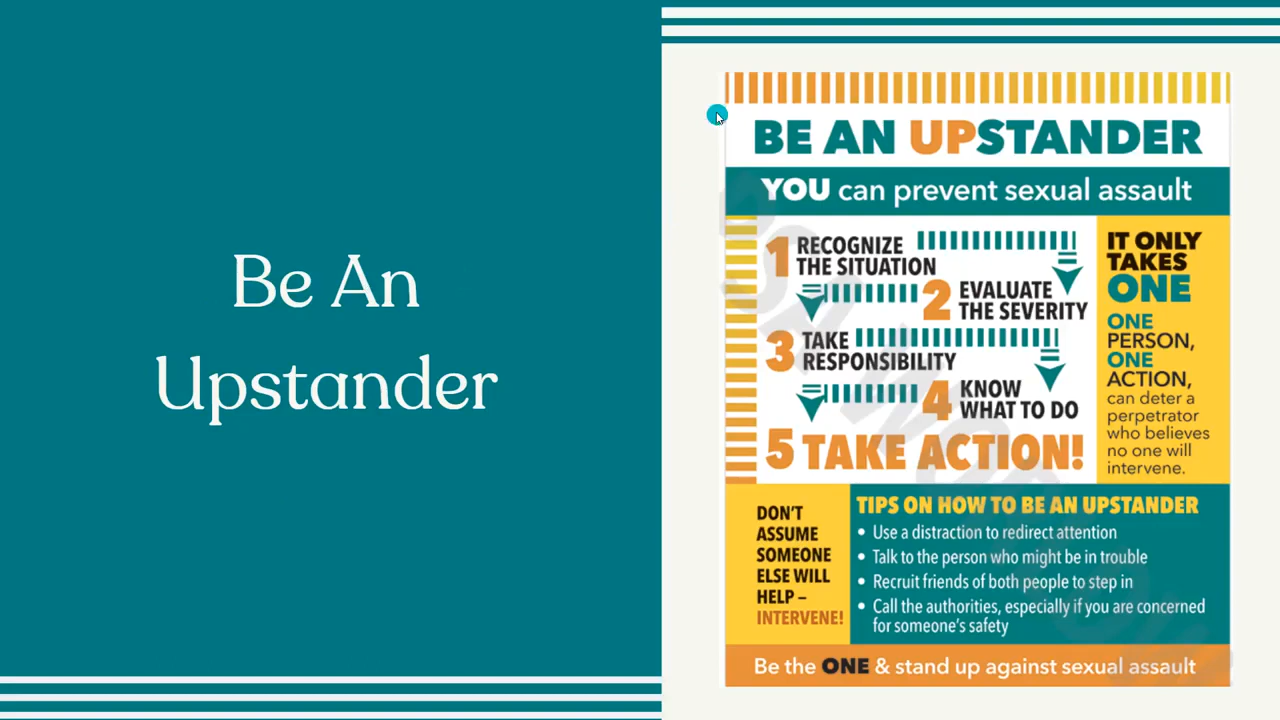 Be An
Upstander
BE AN UPSTANDER
YOU can prevent sexual assault
1 RECOGNIZE
THE SITUATION
2 EVALUATE
THE SEVERITY
3 TAKE
RESPONSIBILITY
4 KNOW
WHAT TO DO
5 TAKE ACTION!
IT ONLY
TAKES
ONE
ONE
PERSON,
ONE
ACTION,
can deter a
perpetrator
who believes
no one will
intervene.
DON'T
ASSUME
SOMEONE
ELSE WILL
HELP –
INTERVENE!
TIPS ON HOW TO BE AN UPSTANDER
• Use a distraction to redirect attention
• Talk to the person who might be in trouble
• Recruit friends of both people to step in
• Call the authorities, especially if you are concerned
for someone's safety
Be the ONE & stand up against sexual assault